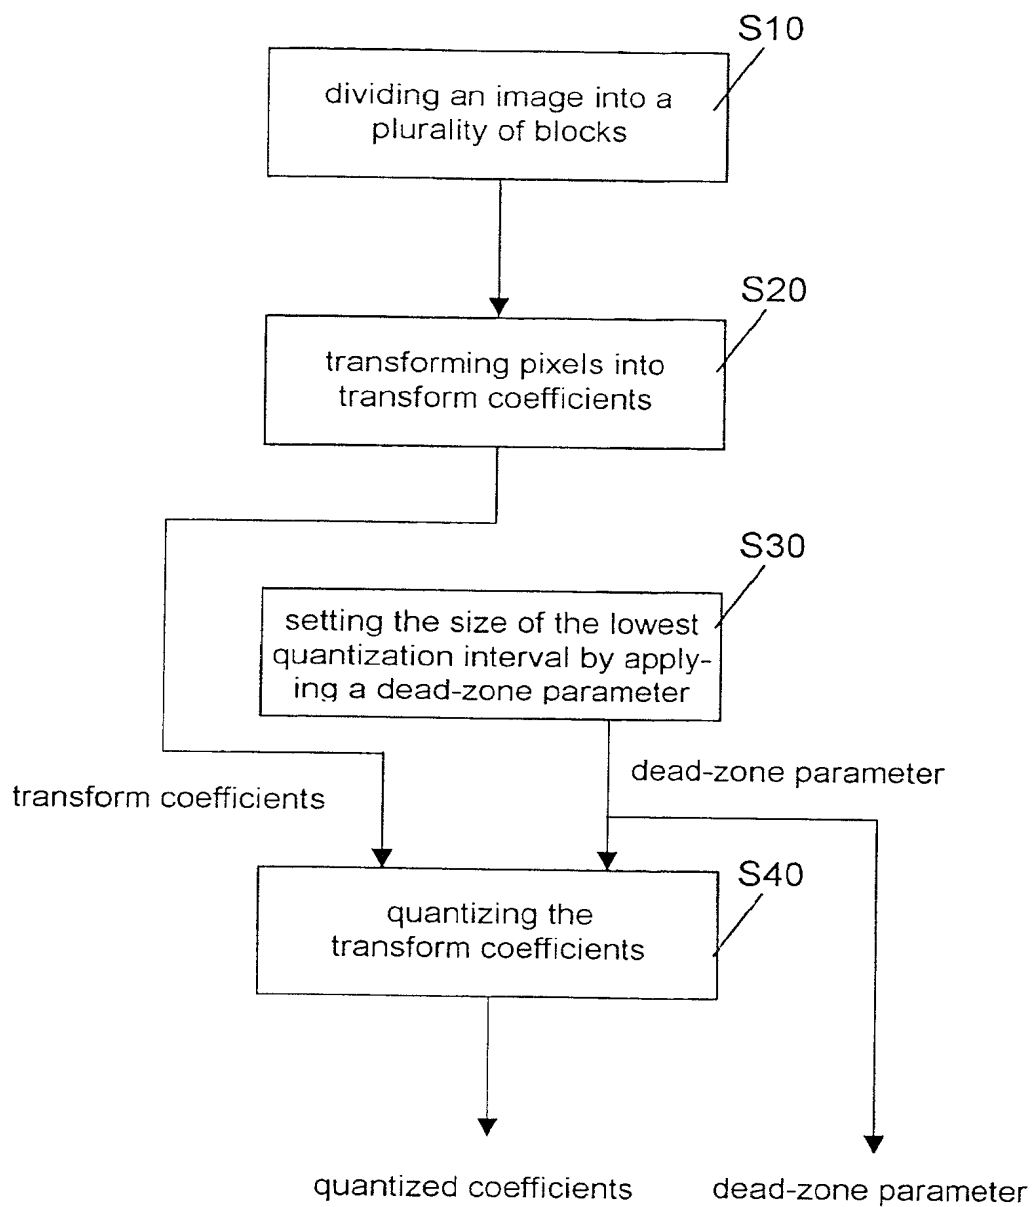 S10
dividing an image into a
plurality of blocks
S20
transforming pixels into
transform coefficients
S30
setting the size of the lowest
quantization interval by apply-
ing a dead-zone parameter
dead-zone parameter
transform coefficients
S40
quantizing the
transform coefficients
quantized coefficients
dead-zone parameter